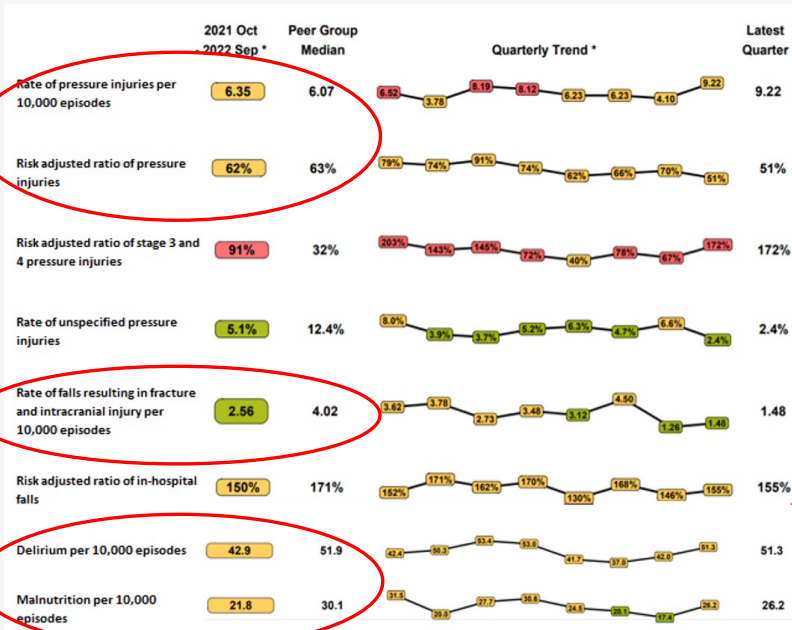 2021 Oct Peer Group Latest
- 2022 Sep * Median Quarterly Trend * Quarter
Rate of pressure injuries per
10,000 episodes
6.35 6.07 6.52 3.78 8.19 8.12 6.23 6.23 4.10 9.22 9.22
Risk adjusted ratio of pressure
injuries
62% 63% 79% 74% 91% 74% 62% 66% 70% 51% 51%
Risk adjusted ratio of stage 3 and
4 pressure injuries
91% 32% 203% 143% 145% 72% 40% 78% 67% 172% 172%
Rate of unspecified pressure
injuries
5.1% 12.4% 8.0% 3.9% 3.7% 5.2% 6.3% 4.7% 6.6% 2.4% 2.4%
Rate of falls resulting in fracture
and intracranial injury per
10,000 episodes
2.56 4.02 3.62 3.78 2.73 3.48 3.12 4.50 1.26 1.48 1.48
Risk adjusted ratio of in-hospital
falls
150% 171% 152% 171% 162% 170% 130% 168% 146% 155% 155%
Delirium per 10,000 episodes 42.9 51.9 42.4 50.3 53.4 53.0 41.7 37.0 42.0 51.3 51.3
Malnutrition per 10,000
episodes
21.8 30.1 31.5 20.0 27.7 30.6 24.5 20.1 17.4 26.2 26.2